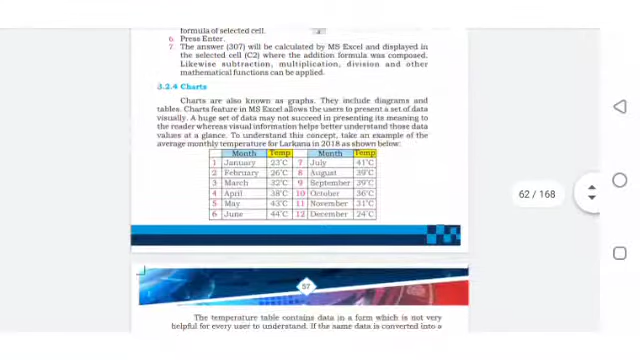 formula of selected cell.
6. Press Enter.
7. The answer (307) will be calculated by MS Excel and displayed in
the selected cell (C2) where the addition formula was composed.
Likewise subtraction, multiplication, division and other
mathematical functions can be applied.
3.2.4 Charts
Charts are also known as graphs. They include diagrams and
tables. Charts feature in MS Excel allows the users to present a set of data
visually. A huge set of data may not succeed in presenting its meaning to
the reader whereas visual information helps better understand those data
values at a glance. To understand this concept, take an example of the
average monthly temperature for Larkana in 2018 as shown below:
Month Temp Month Temp
1 January 23°C 7 July 41°C
2 February 26°C 8 August 39°C
3 March 32°C 9 September 39°C
4 April 38°C 10 October 36°C
5 May 43°C 11 November 31°C
6 June 44°C 12 December 24°C
62 / 168
57
The temperature table contains data in a form which is not very
helpful for every user to understand. If the same data is converted into a